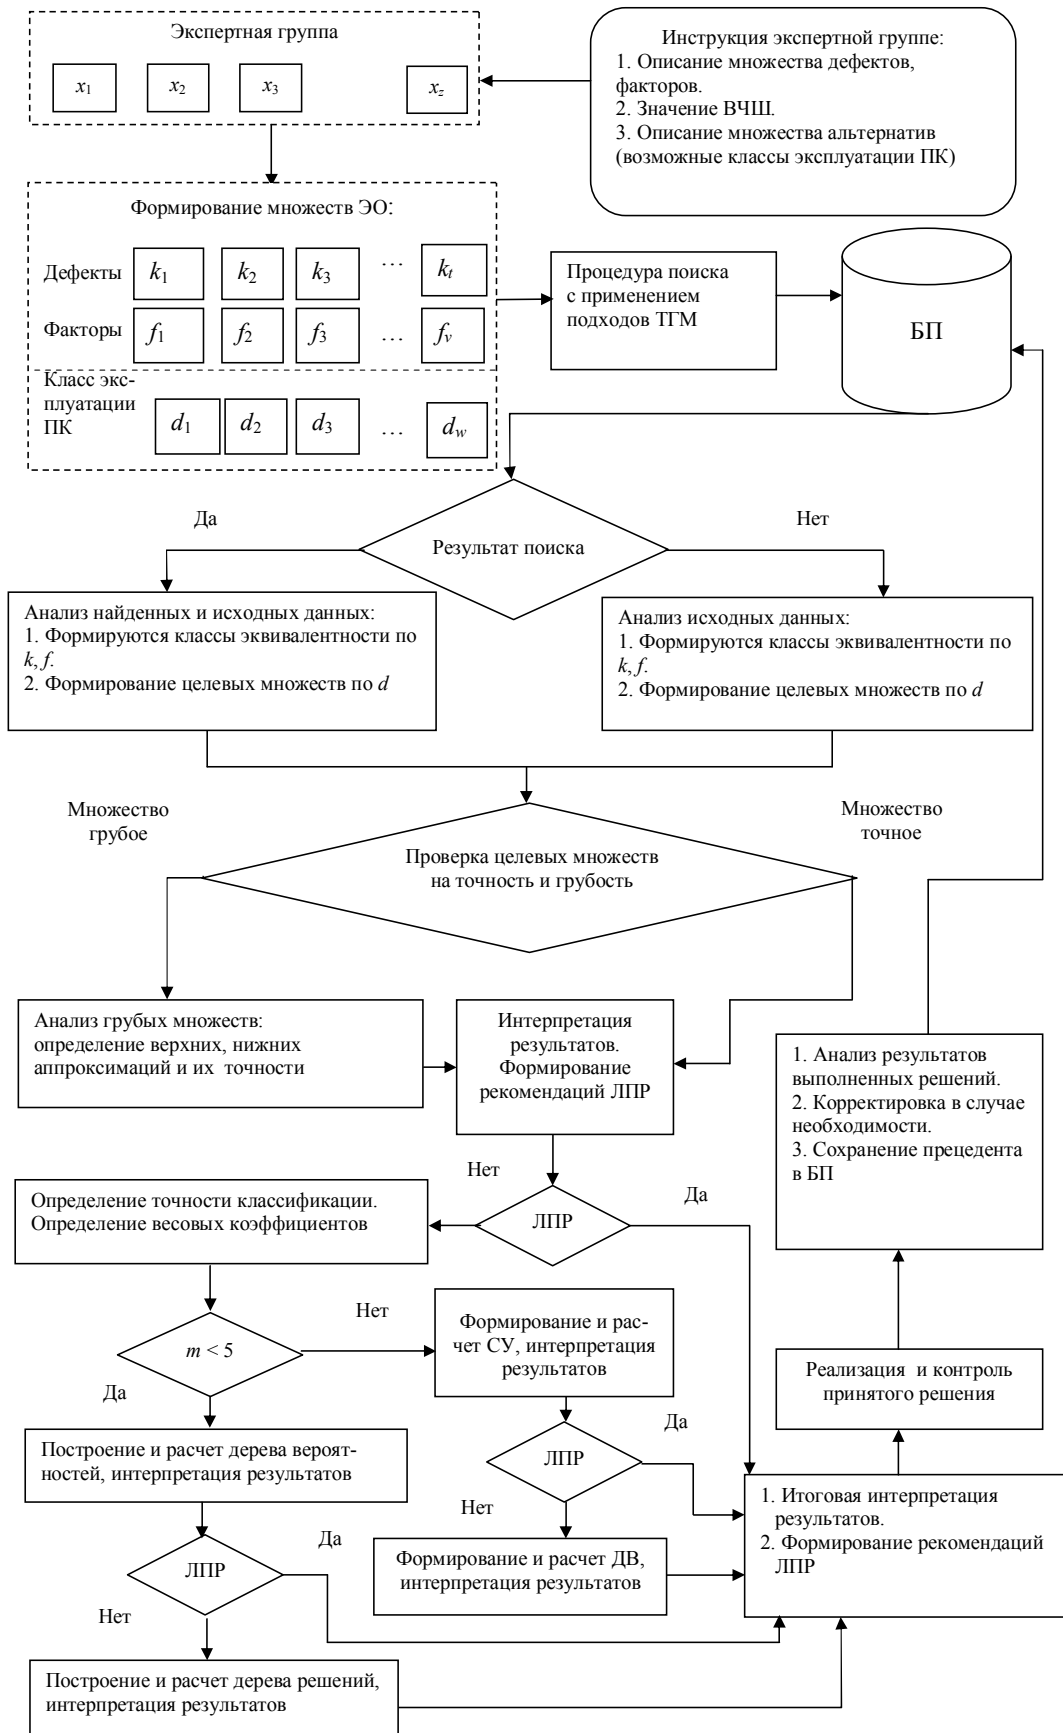 Экспертная группа
x1 x2 x3 xz
Инструкция экспертной группе:
1. Описание множества дефектов,
факторов.
2. Значение ВЧШ.
3. Описание множества альтернатив
(возможные классы эксплуатации ПК)
Формирование множеств ЭО:
Дефекты k1 k2 k3 … kt
Факторы f1 f2 f3 … fv
Класс экс-
плуатации
ПК
d1 d2 d3 … dw
Процедура поиска
с применением
подходов ТГМ
БП
Да
Нет
Результат поиска
Анализ найденных и исходных данных:
1. Формируются классы эквивалентности по
k, f.
2. Формирование целевых множеств по d
Анализ исходных данных:
1. Формируются классы эквивалентности по
k, f.
2. Формирование целевых множеств по d
Множество
грубое
Множество
точное
Проверка целевых множеств
на точность и грубость
Анализ грубых множеств:
определение верхних, нижних
аппроксимаций и их точности
Интерпретация
результатов.
Формирование
рекомендаций ЛПР
1. Анализ результатов
выполненных решений.
2. Корректировка в случае
необходимости.
3. Сохранение прецедента
в БП
Нет
Да
ЛПР
Определение точности классификации.
Определение весовых коэффициентов
Нет
m < 5
Да
Формирование и рас-
чет СУ, интерпретация
результатов
Реализация и контроль
принятого решения
Да
ЛПР
Нет
Построение и расчет дерева вероят-
ностей, интерпретация результатов
1. Итоговая интерпретация
результатов.
2. Формирование рекомендаций
ЛПР
Формирование и расчет ДВ,
интерпретация результатов
Да
ЛПР
Нет
Построение и расчет дерева решений,
интерпретация результатов